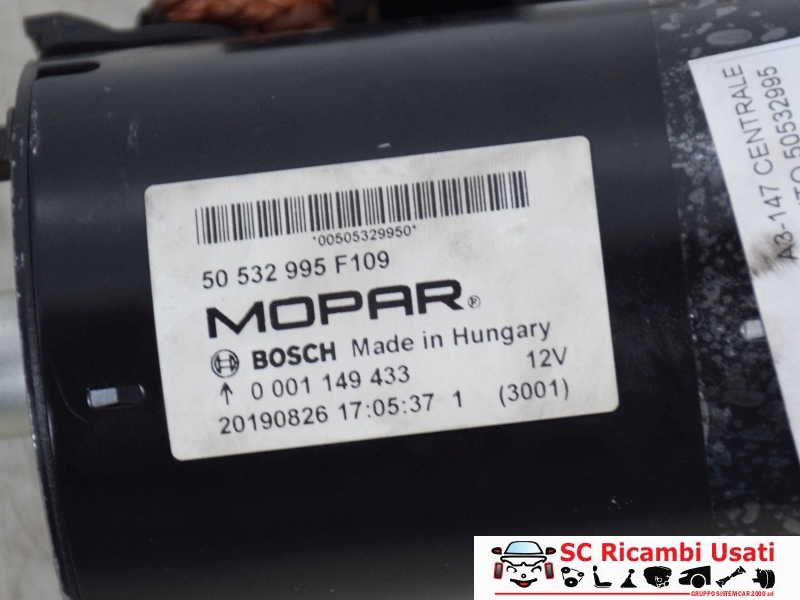 *00505329950*
50 532 995 F109
MOPAR®
BOSCH Made in Hungary
0 001 149 433 12V
20190826 17:05:37 1 (3001)
A3-147 CENTRALE
50532995
SC Ricambi Usati
GRUPPO SISTEMCAR 2000 srl